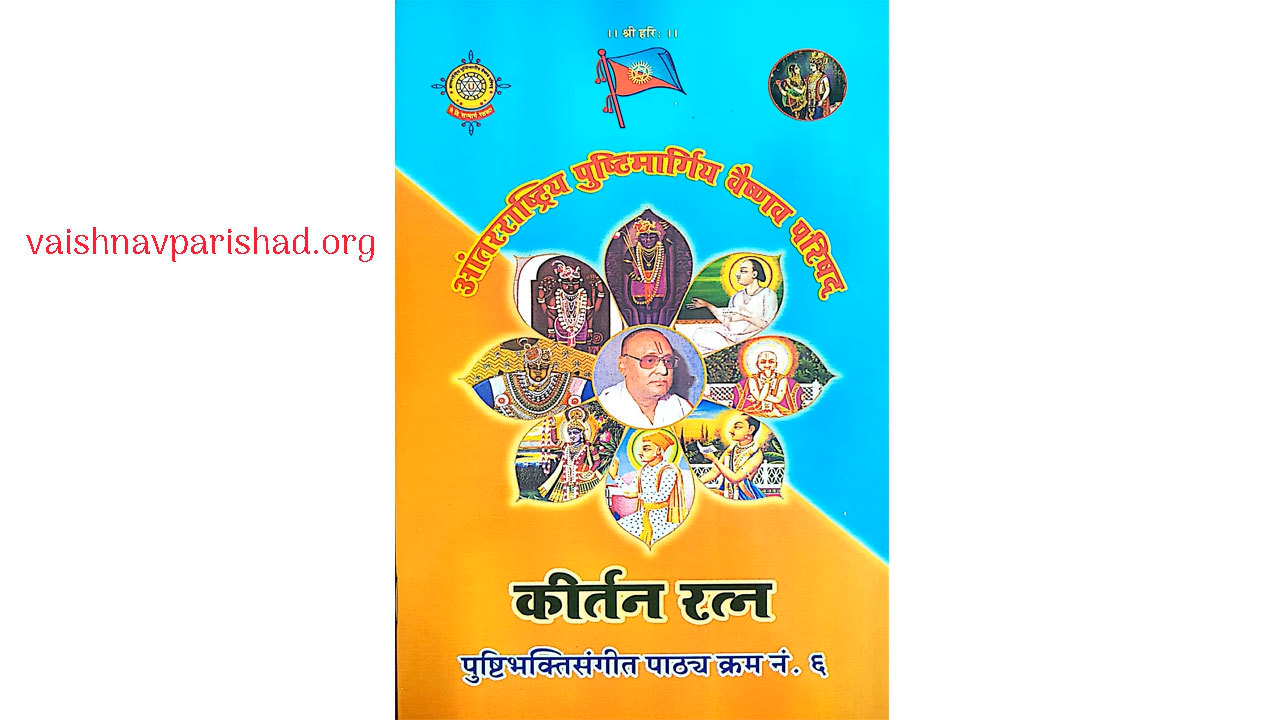 ।। श्री हरि: ।।
आंतरराष्ट्रिय पुष्टिमार्गिय वैष्णव परिषद
vaishnavparishad.org
कीर्तन रत्न
पुष्टिभक्तिसंगीत पाठ्य क्रम नं. ६